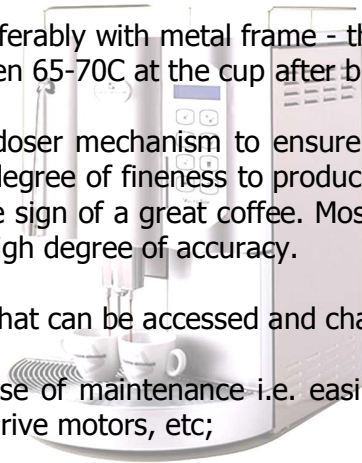 ferably with metal frame - th
en 65-70C at the cup after b
doser mechanism to ensure
degree of fineness to produc
e sign of a great coffee. Mos
igh degree of accuracy.
hat can be accessed and cha
se of maintenance i.e. easi
rive motors, etc;